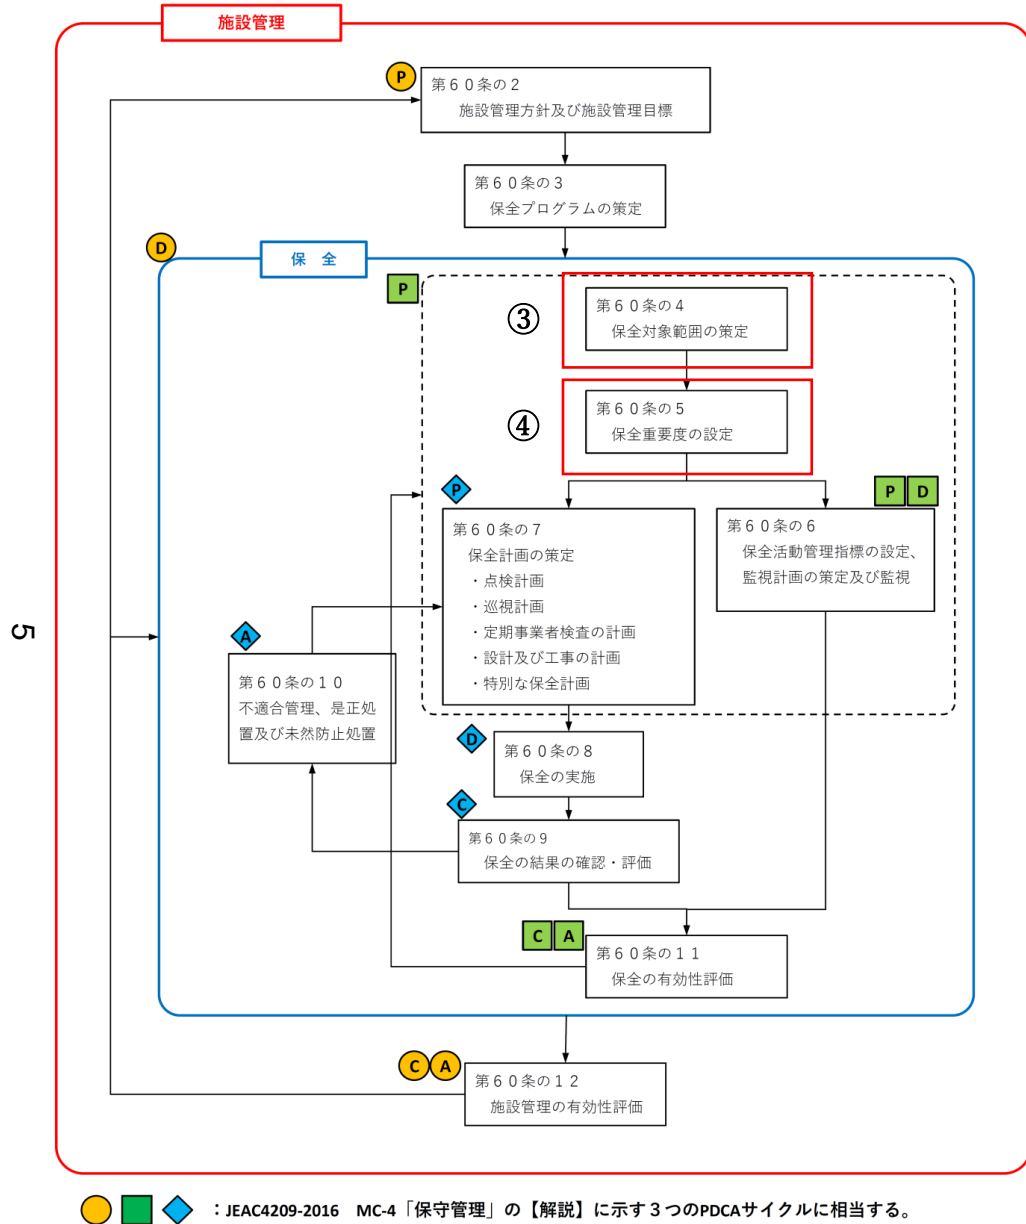 施設管理
P
第６０条の２
施設管理方針及び施設管理目標
第６０条の３
保全プログラムの策定
D
保　全
P
③
第６０条の４
保全対象範囲の策定
④
第６０条の５
保全重要度の設定
P
P D
第６０条の７
保全計画の策定
・点検計画
・巡視計画
・定期事業者検査の計画
・設計及び工事の計画
・特別な保全計画
第６０条の６
保全活動管理指標の設定、
監視計画の策定及び監視
5
A
第６０条の１０
不適合管理、是正処
置及び未然防止処置
D
第６０条の８
保全の実施
C
第６０条の９
保全の結果の確認・評価
C A
第６０条の１１
保全の有効性評価
C A
第６０条の１２
施設管理の有効性評価
：JEAC4209-2016　MC-4「保守管理」の【解説】に示す３つのPDCAサイクルに相当する。